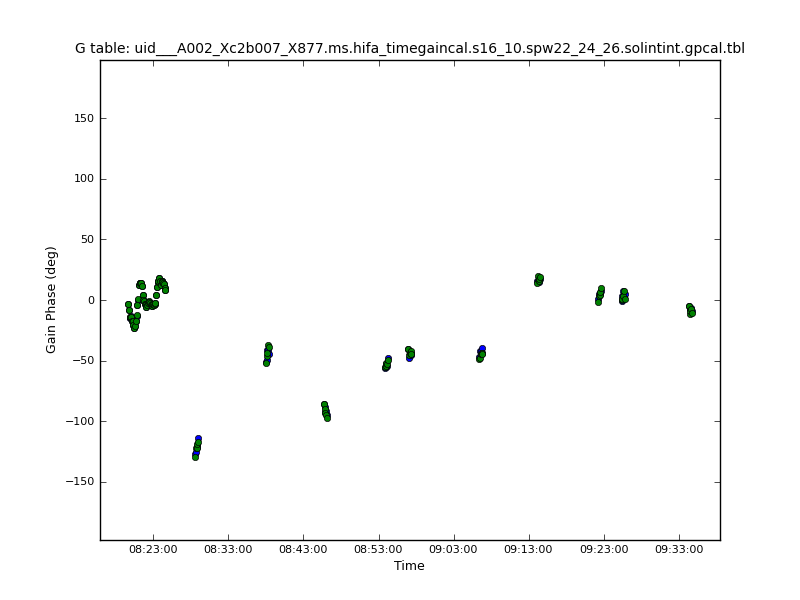 G table: uid___A002_Xc2b007_X877.ms.hifa_timegaincal.s16_10.spw22_24_26.solintint.gpcal.tbl
Gain Phase (deg)
150
100
50
0
−50
−100
−150
08:23:00 08:33:00 08:43:00 08:53:00 09:03:00 09:13:00 09:23:00 09:33:00
Time